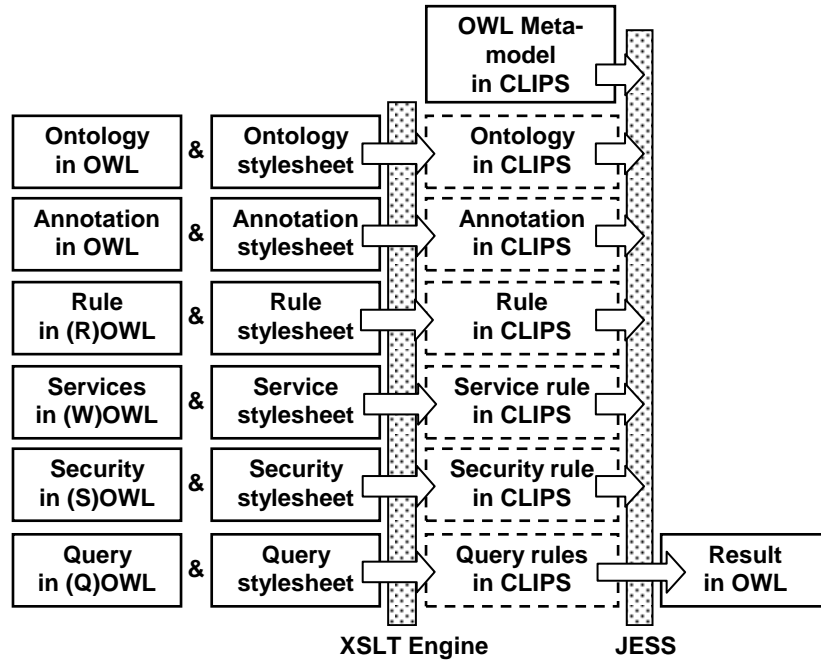 OWL Meta-
model
in CLIPS
Ontology
in OWL
&
Ontology
stylesheet
Ontology
in CLIPS
Annotation
in OWL
&
Annotation
stylesheet
Annotation
in CLIPS
Rule
in (R)OWL
&
Rule
stylesheet
Rule
in CLIPS
Services
in (W)OWL
&
Service
stylesheet
Service rule
in CLIPS
Security
in (S)OWL
&
Security
stylesheet
Security rule
in CLIPS
Query
in (Q)OWL
&
Query
stylesheet
Query rules
in CLIPS
Result
in OWL
XSLT Engine
JESS